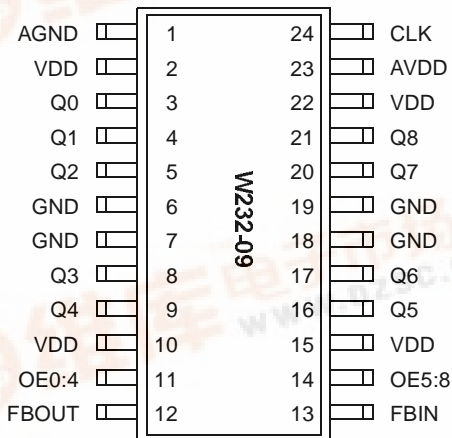 AGND 1 24 CLK
VDD 2 23 AVDD
Q0 3 22 VDD
Q1 4 21 Q8
Q2 5 20 Q7
GND 6 19 GND
GND 7 18 GND
Q3 8 17 Q6
Q4 9 16 Q5
VDD 10 15 VDD
OE0:4 11 14 OE5:8
FBOUT 12 13 FBIN
W232-09